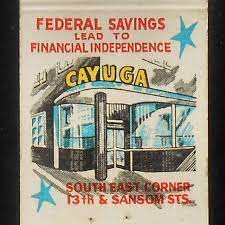 FEDERAL SAVINGS
LEAD TO
FINANCIAL INDEPENDENCE
CAYUGA
SOUTH EAST CORNER
13TH & SANSOM STS.